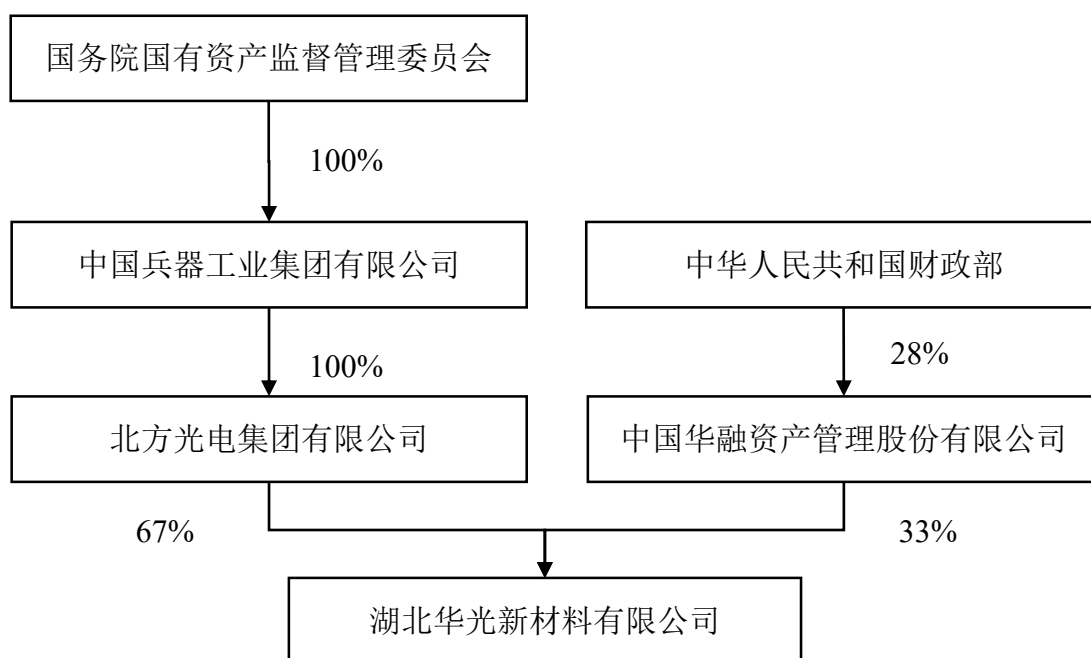 国务院国有资产监督管理委员会
100%
中国兵器工业集团有限公司
中华人民共和国财政部
100%
28%
北方光电集团有限公司
中国华融资产管理股份有限公司
67%
33%
湖北华光新材料有限公司